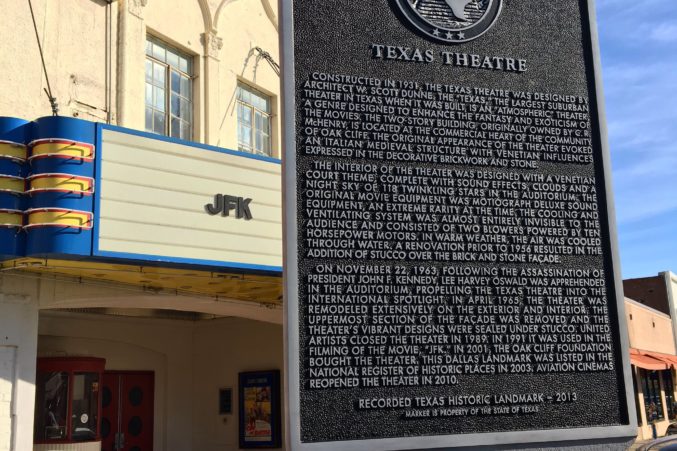 TEXAS THEATRE
CONSTRUCTED IN 1931, THE TEXAS THEATRE WAS DESIGNED BY
ARCHITECT W. SCOTT DUNNE. THE "TEXAS," THE LARGEST SUBURBAN
THEATER IN TEXAS WHEN IT WAS BUILT, IS AN "ATMOSPHERIC" THEATER,
A GENRE DESIGNED TO ENHANCE THE FANTASY AND EXOTICISM OF
THE MOVIES. THE TWO-STORY BUILDING, ORIGINALLY OWNED BY C. R.
McHENRY, IS LOCATED AT THE COMMERCIAL HEART OF THE COMMUNITY
OF OAK CLIFF. THE ORIGINAL APPEARANCE OF THE THEATER EVOKED
AN ITALIAN MEDIEVAL STRUCTURE WITH VENETIAN INFLUENCES
EXPRESSED IN THE DECORATIVE BRICKWORK AND STONE.
THE INTERIOR OF THE THEATER WAS DESIGNED WITH A VENETIAN
COURT THEME, COMPLETE WITH SOUND EFFECTS, CLOUDS AND A
NIGHT SKY OF 118 TWINKLING STARS IN THE AUDITORIUM; THE
ORIGINAL MOVIE EQUIPMENT WAS MOTIOGRAPH DELUXE SOUND
EQUIPMENT, AN EXTREME RARITY AT THE TIME. THE COOLING AND
VENTILATING SYSTEM WAS ALMOST ENTIRELY INVISIBLE TO THE
AUDIENCE AND CONSISTED OF TWO BLOWERS POWERED BY TEN
HORSEPOWER MOTORS. IN WARM WEATHER, THE AIR WAS COOLED
THROUGH WATER. A RENOVATION PRIOR TO 1956 RESULTED IN THE
ADDITION OF STUCCO OVER THE BRICK AND STONE FAÇADE.
ON NOVEMBER 22, 1963, FOLLOWING THE ASSASSINATION OF
PRESIDENT JOHN F. KENNEDY, LEE HARVEY OSWALD WAS APPREHENDED
IN THE AUDITORIUM, PROPELLING THE TEXAS THEATRE INTO THE
INTERNATIONAL SPOTLIGHT. IN APRIL 1965, THE THEATER WAS
REMODELED EXTENSIVELY ON THE EXTERIOR AND INTERIOR; THE
UPPERMOST SECTION OF THE FAÇADE WAS REMOVED AND THE
THEATER'S VIBRANT DESIGNS WERE SEALED UNDER STUCCO. UNITED
ARTISTS CLOSED THE THEATER IN 1989. IN 1991 IT WAS USED IN THE
FILMING OF THE MOVIE, "JFK." IN 2001, THE OAK CLIFF FOUNDATION
BOUGHT THE THEATER. THIS DALLAS LANDMARK WAS LISTED IN THE
NATIONAL REGISTER OF HISTORIC PLACES IN 2003. AVIATION CINEMAS
REOPENED THE THEATER IN 2010.
RECORDED TEXAS HISTORIC LANDMARK – 2013
MARKER IS PROPERTY OF THE STATE OF TEXAS
JFK